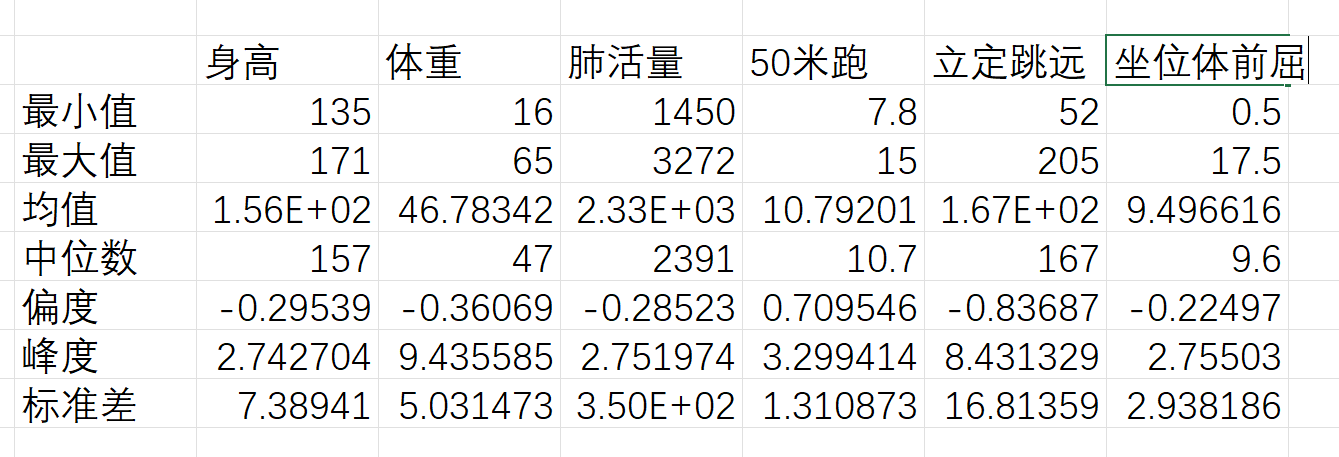 身高 体重 肺活量 50米跑 立定跳远 坐位体前屈
最小值 135 16 1450 7.8 52 0.5
最大值 171 65 3272 15 205 17.5
均值 1.56E+02 46.78342 2.33E+03 10.79201 1.67E+02 9.496616
中位数 157 47 2391 10.7 167 9.6
偏度 -0.29539 -0.36069 -0.28523 0.709546 -0.83687 -0.22497
峰度 2.742704 9.435585 2.751974 3.299414 8.431329 2.75503
标准差 7.38941 5.031473 3.50E+02 1.310873 16.81359 2.938186